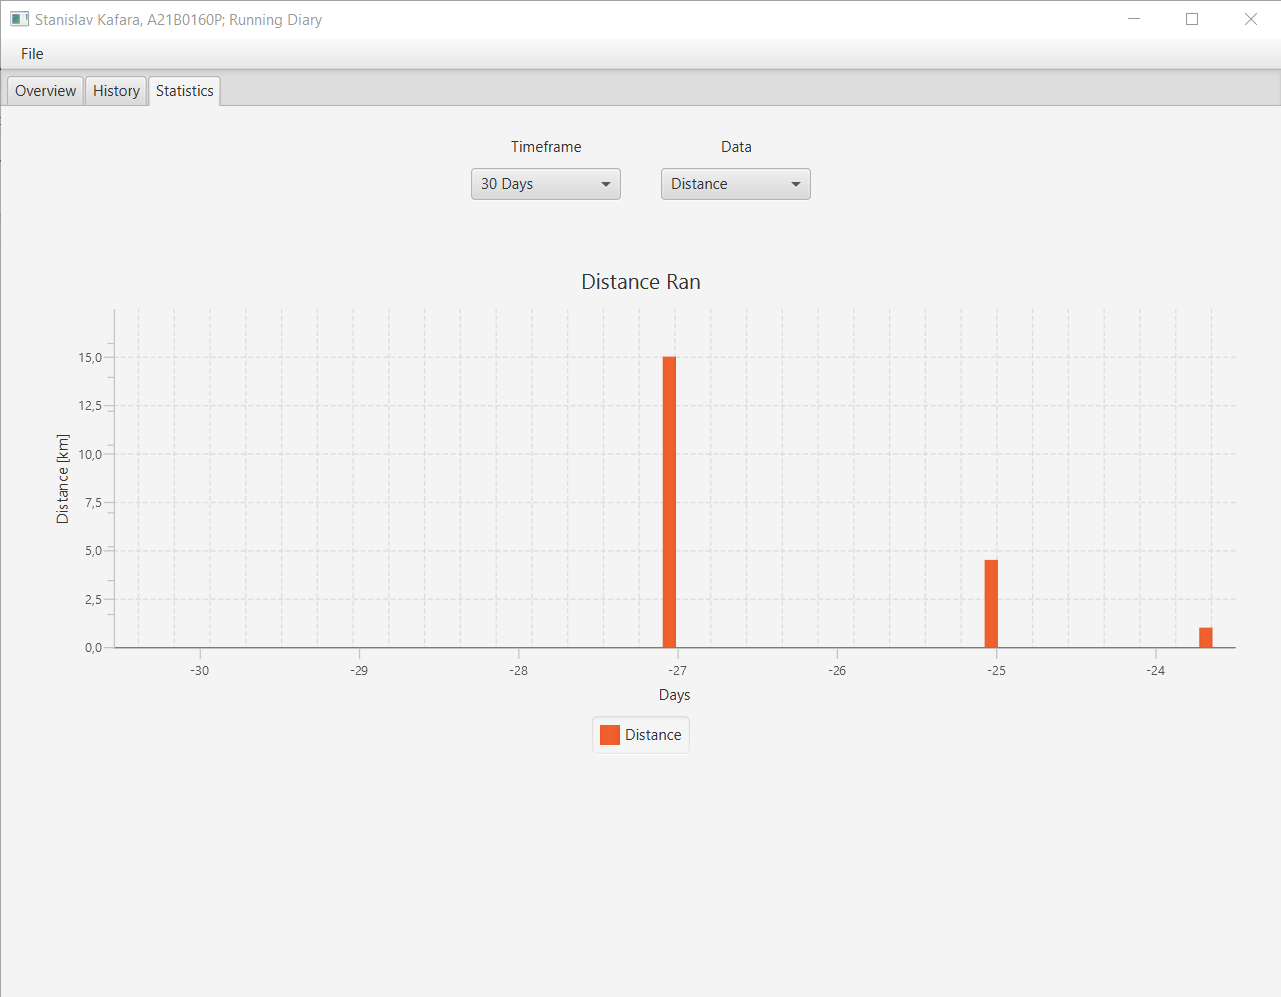 Stanislav Kafara, A21B0160P; Running Diary
File
Overview History Statistics
Timeframe Data
30 Days Distance
Distance Ran
15,0
12,5
10,0
7,5
5,0
2,5
0,0
Distance [km]
-30 -29 -28 -27 -26 -25 -24
Days
Distance